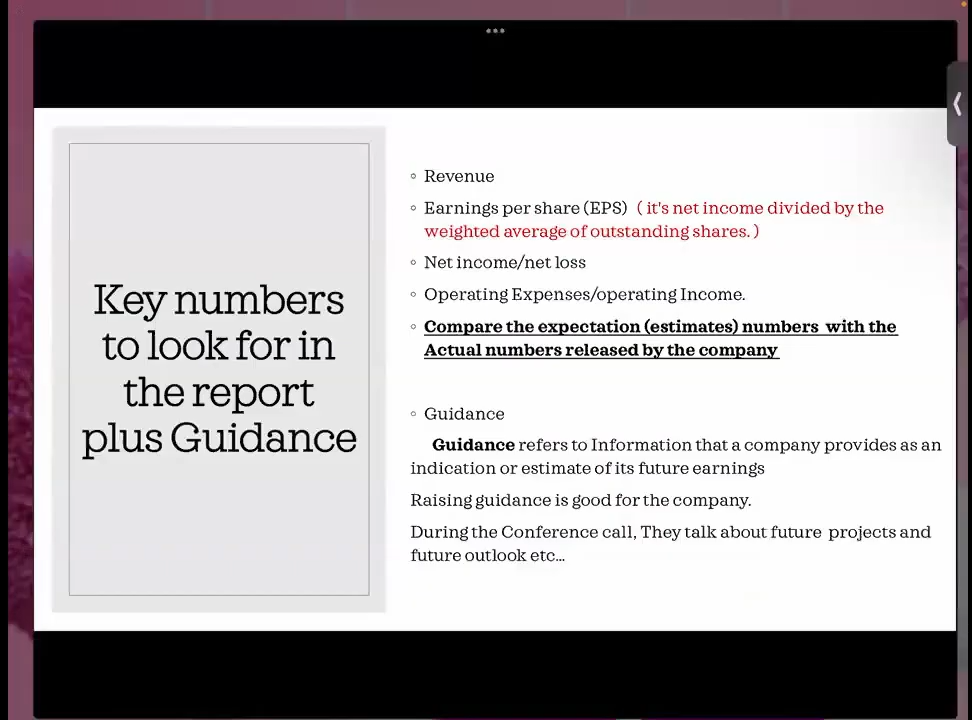 Key numbers
to look for in
the report
plus Guidance
◦ Revenue
◦ Earnings per share (EPS) ( it's net income divided by the
weighted average of outstanding shares. )
◦ Net income/net loss
◦ Operating Expenses/operating Income.
◦ Compare the expectation (estimates) numbers with the
Actual numbers released by the company
◦ Guidance
Guidance refers to Information that a company provides as an
indication or estimate of its future earnings
Raising guidance is good for the company.
During the Conference call, They talk about future projects and
future outlook etc...